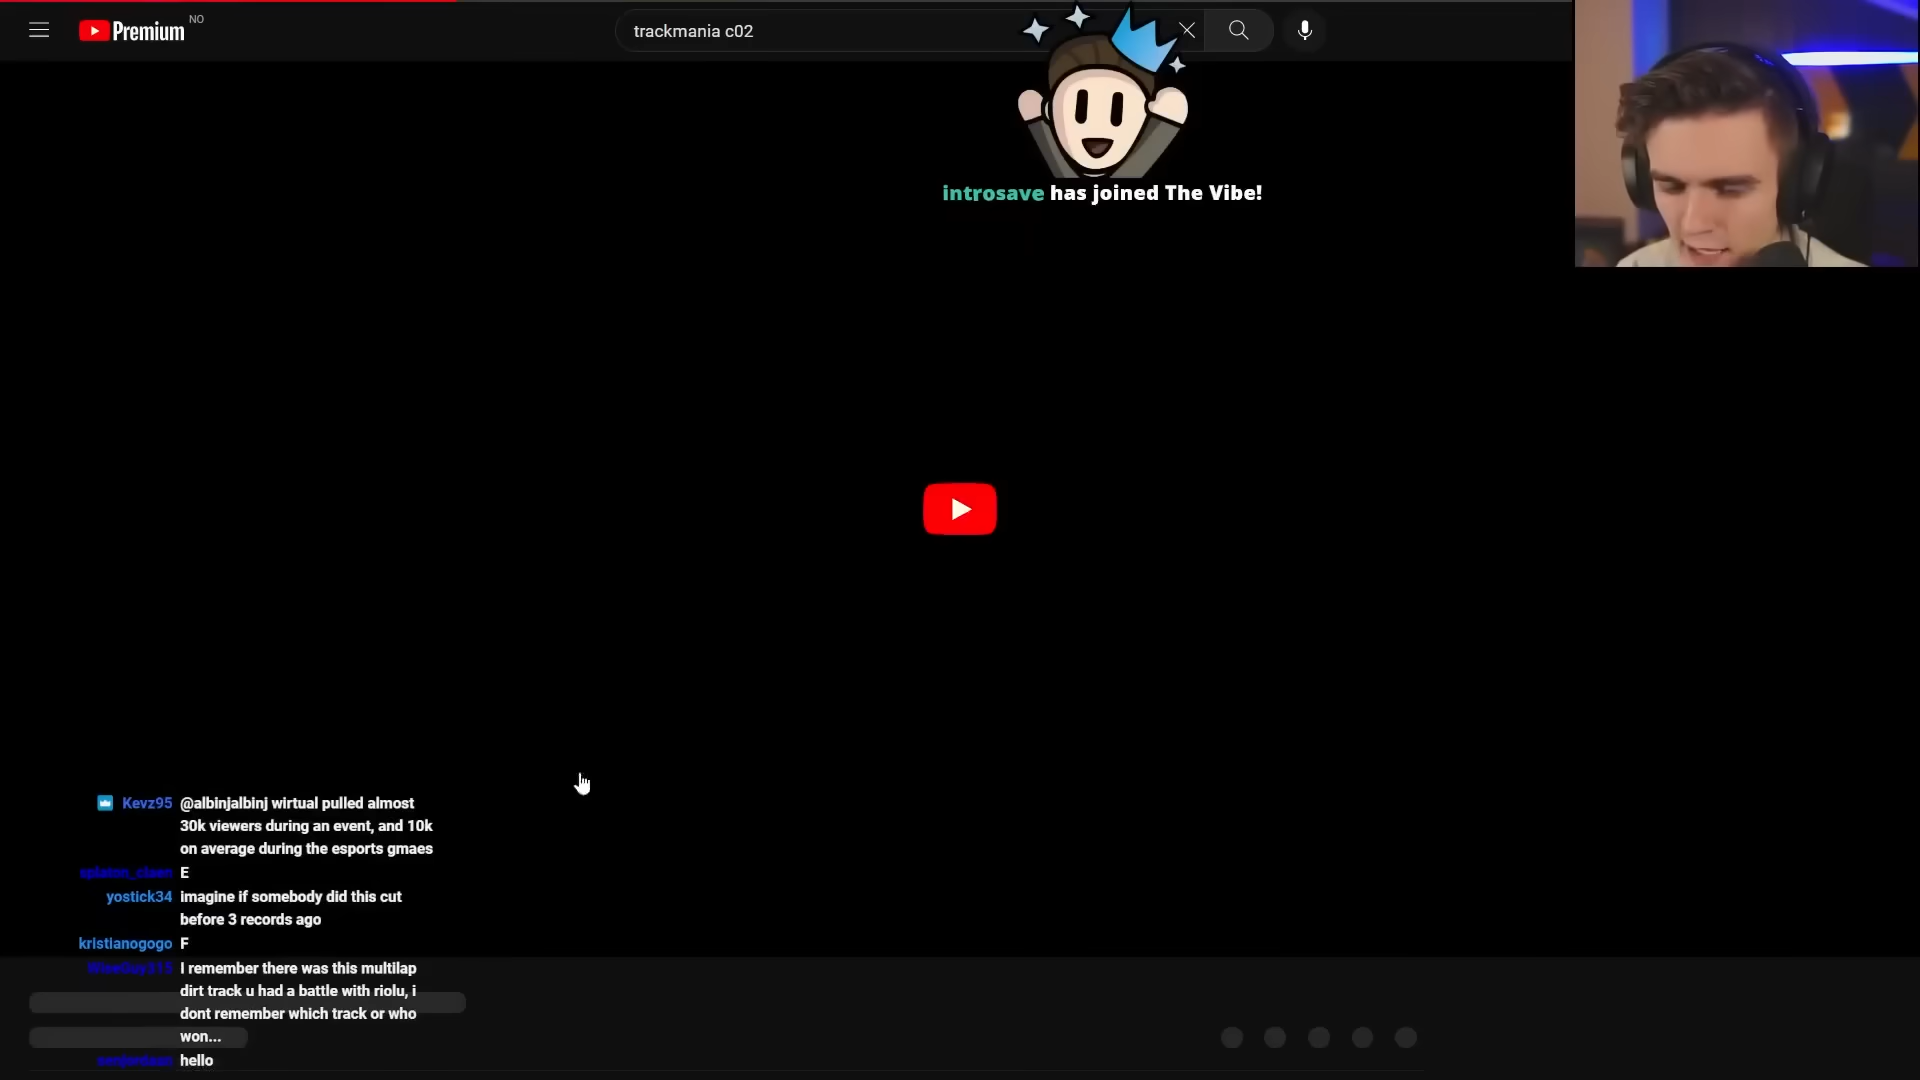 Premium NO
trackmania c02
introsave has joined The Vibe!
Kevz95 @albinjalbinj wirtual pulled almost
30k viewers during an event, and 10k
on average during the esports gmaes
E
yostick34 imagine if somebody did this cut
before 3 records ago
kristianogogo F
I remember there was this multilap
dirt track u had a battle with riolu, i
dont remember which track or who
won...
hello